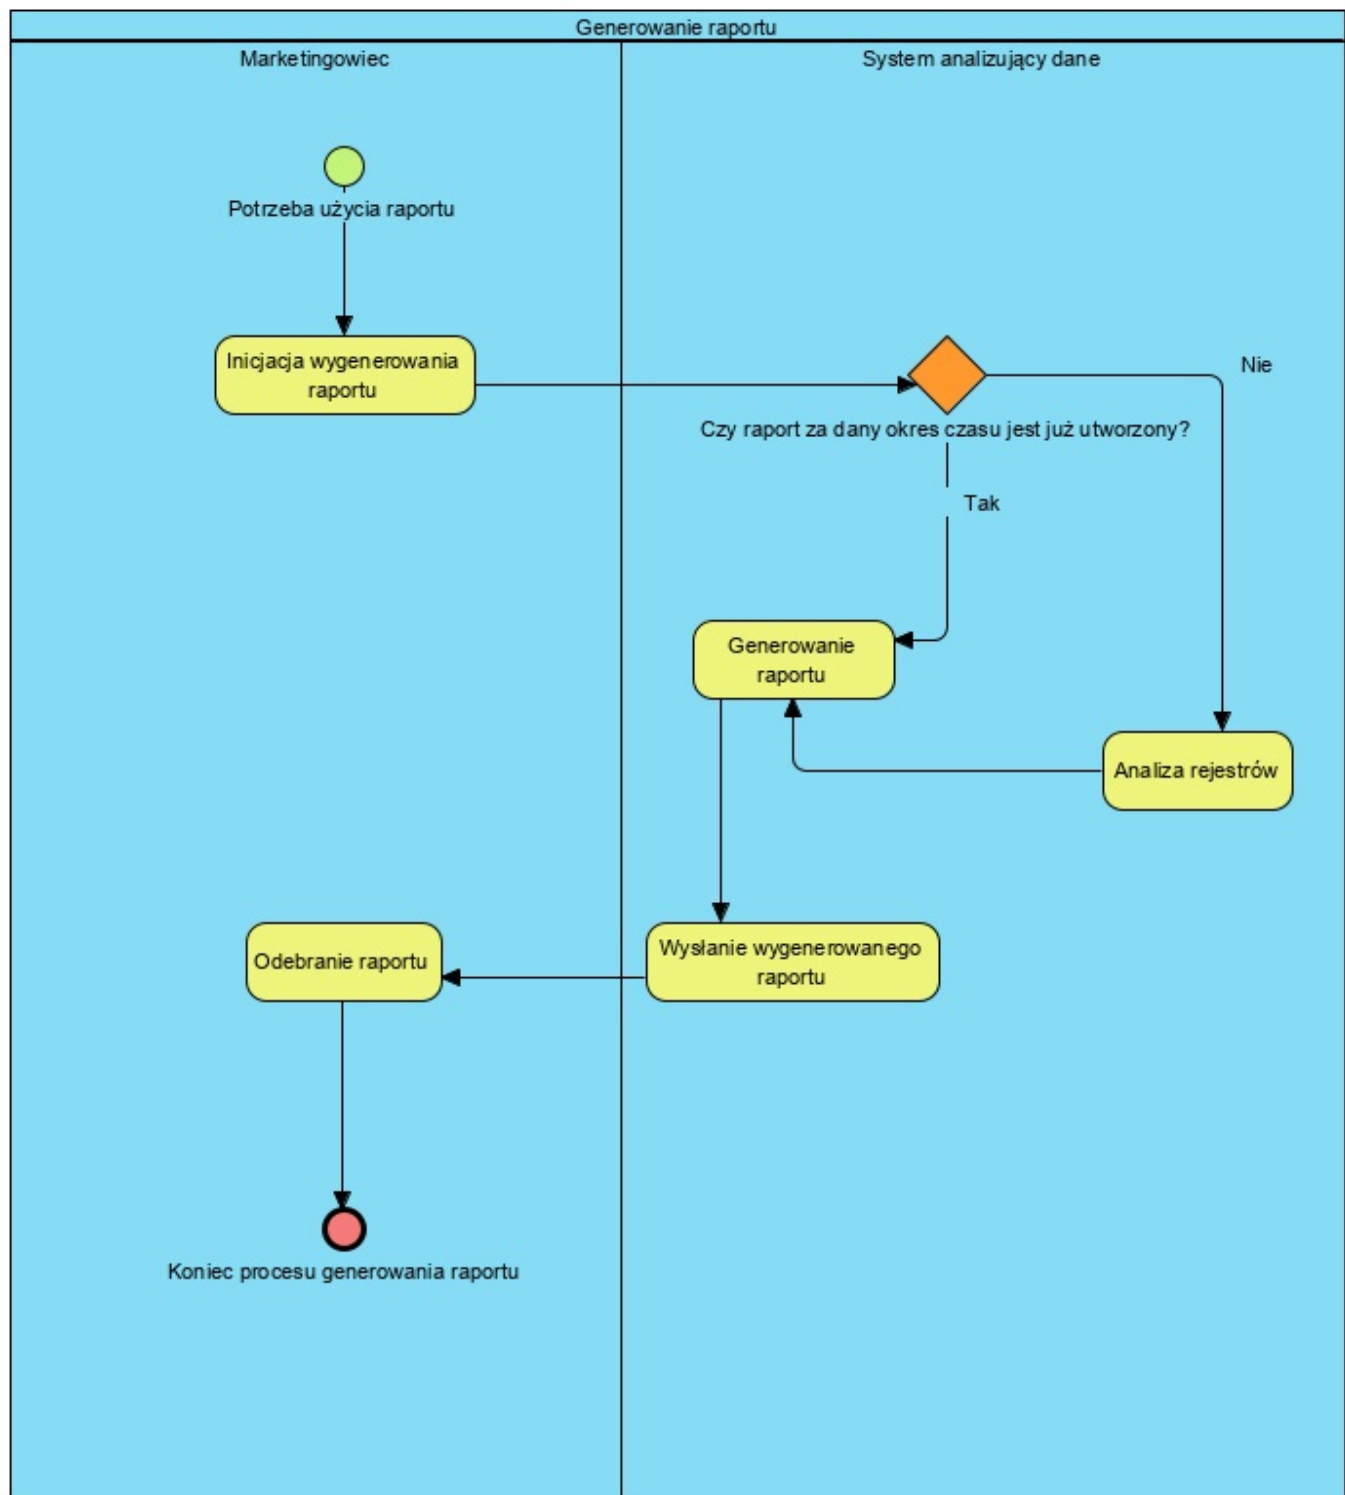 Generowanie raportu
Marketingowiec
System analizujący dane
Potrzeba użycia raportu
Inicjacja wygenerowania
raportu
Nie
Czy raport za dany okres czasu jest już utworzony?
Tak
Generowanie
raportu
Analiza rejestrów
Odebranie raportu
Wysłanie wygenerowanego
raportu
Koniec procesu generowania raportu